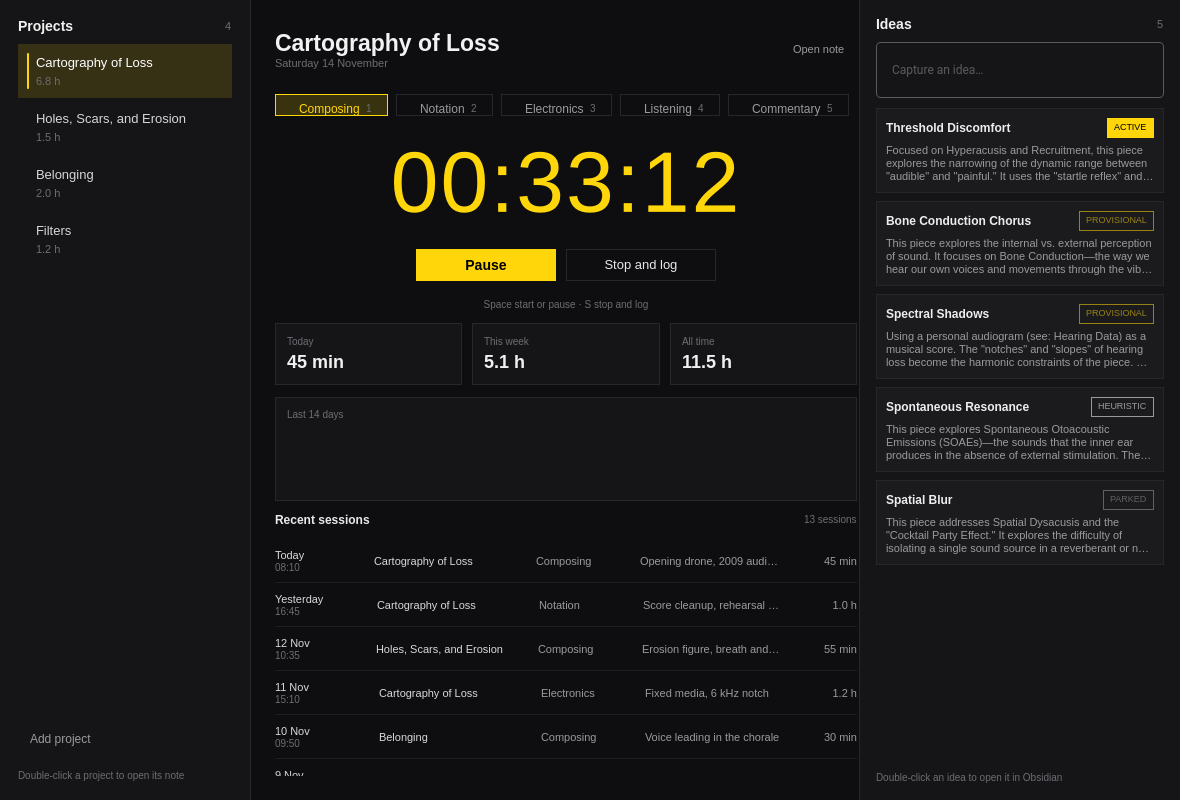 Projects 4
Cartography of Loss
6.8 h
Holes, Scars, and Erosion
1.5 h
Belonging
2.0 h
Filters
1.2 h
Add project
Double-click a project to open its note
Cartography of Loss
Open note
Saturday 14 November
Composing 1 Notation 2 Electronics 3 Listening 4 Commentary 5
00:33:12
Pause Stop and log
Space start or pause · S stop and log
Today This week All time
45 min 5.1 h 11.5 h
Last 14 days
Recent sessions 13 sessions
Today
08:10
Cartography of Loss Composing Opening drone, 2009 audi… 45 min
Yesterday
16:45
Cartography of Loss Notation Score cleanup, rehearsal … 1.0 h
12 Nov
10:35
Holes, Scars, and Erosion Composing Erosion figure, breath and… 55 min
11 Nov
15:10
Cartography of Loss Electronics Fixed media, 6 kHz notch 1.2 h
10 Nov
09:50
Belonging Composing Voice leading in the chorale 30 min
9 Nov
Ideas 5
Capture an idea…
Threshold Discomfort ACTIVE
Focused on Hyperacusis and Recruitment, this piece
explores the narrowing of the dynamic range between
"audible" and "painful." It uses the "startle reflex" and…
Bone Conduction Chorus PROVISIONAL
This piece explores the internal vs. external perception
of sound. It focuses on Bone Conduction—the way we
hear our own voices and movements through the vib…
Spectral Shadows PROVISIONAL
Using a personal audiogram (see: Hearing Data) as a
musical score. The "notches" and "slopes" of hearing
loss become the harmonic constraints of the piece. …
Spontaneous Resonance HEURISTIC
This piece explores Spontaneous Otoacoustic
Emissions (SOAEs)—the sounds that the inner ear
produces in the absence of external stimulation. The…
Spatial Blur PARKED
This piece addresses Spatial Dysacusis and the
"Cocktail Party Effect." It explores the difficulty of
isolating a single sound source in a reverberant or n…
Double-click an idea to open it in Obsidian